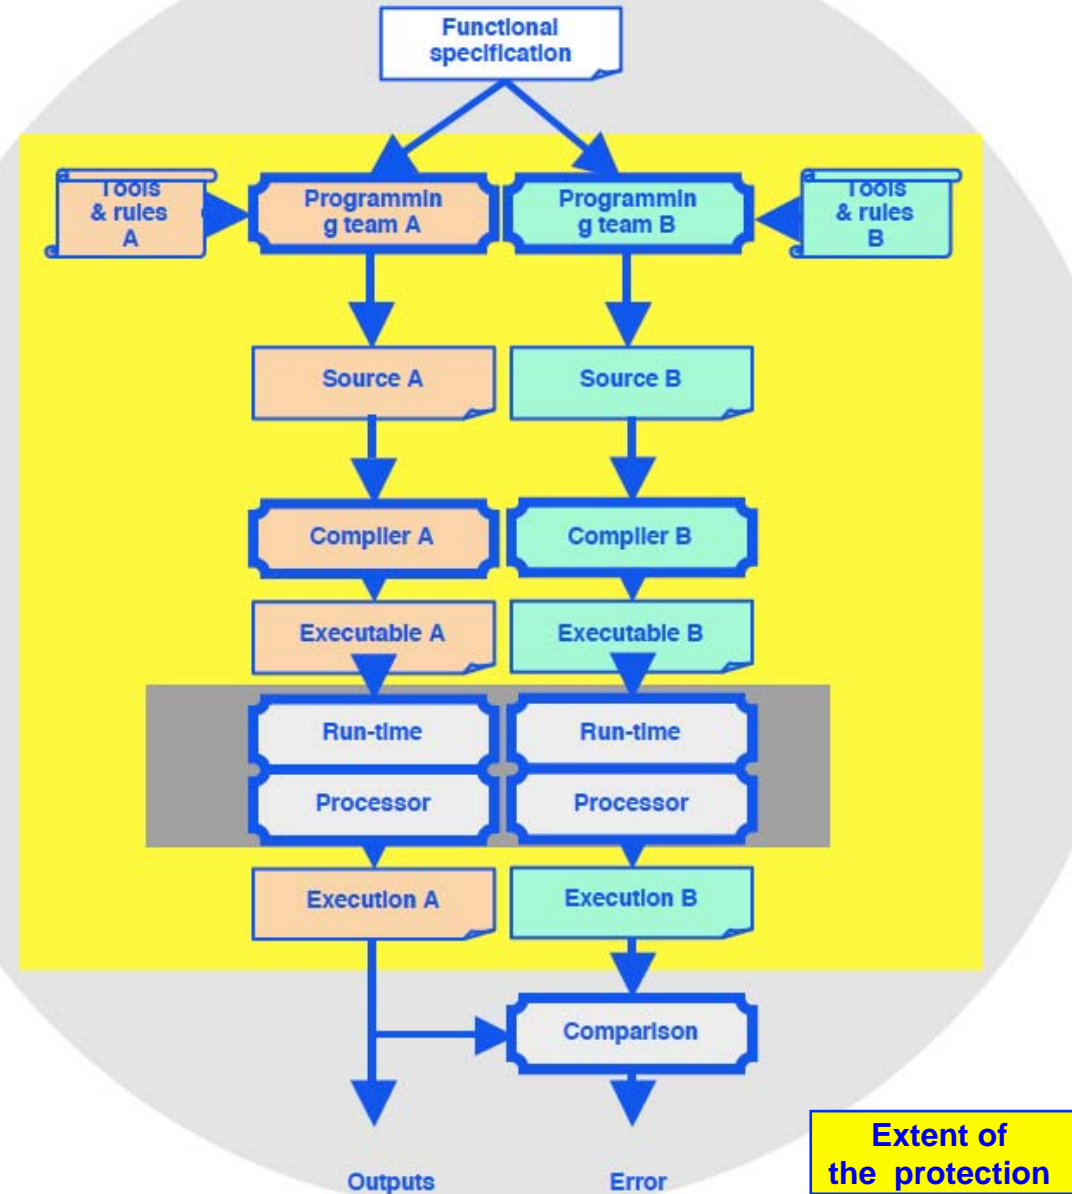 Functional
specification
Tools
& rules
A
Programmin
g team A
Programmin
g team B
Tools
& rules
B
Source A
Source B
Compiler A
Compiler B
Executable A
Executable B
Run-time
Run-time
Processor
Processor
Execution A
Execution B
Comparison
Outputs
Error
Extent of
the protection